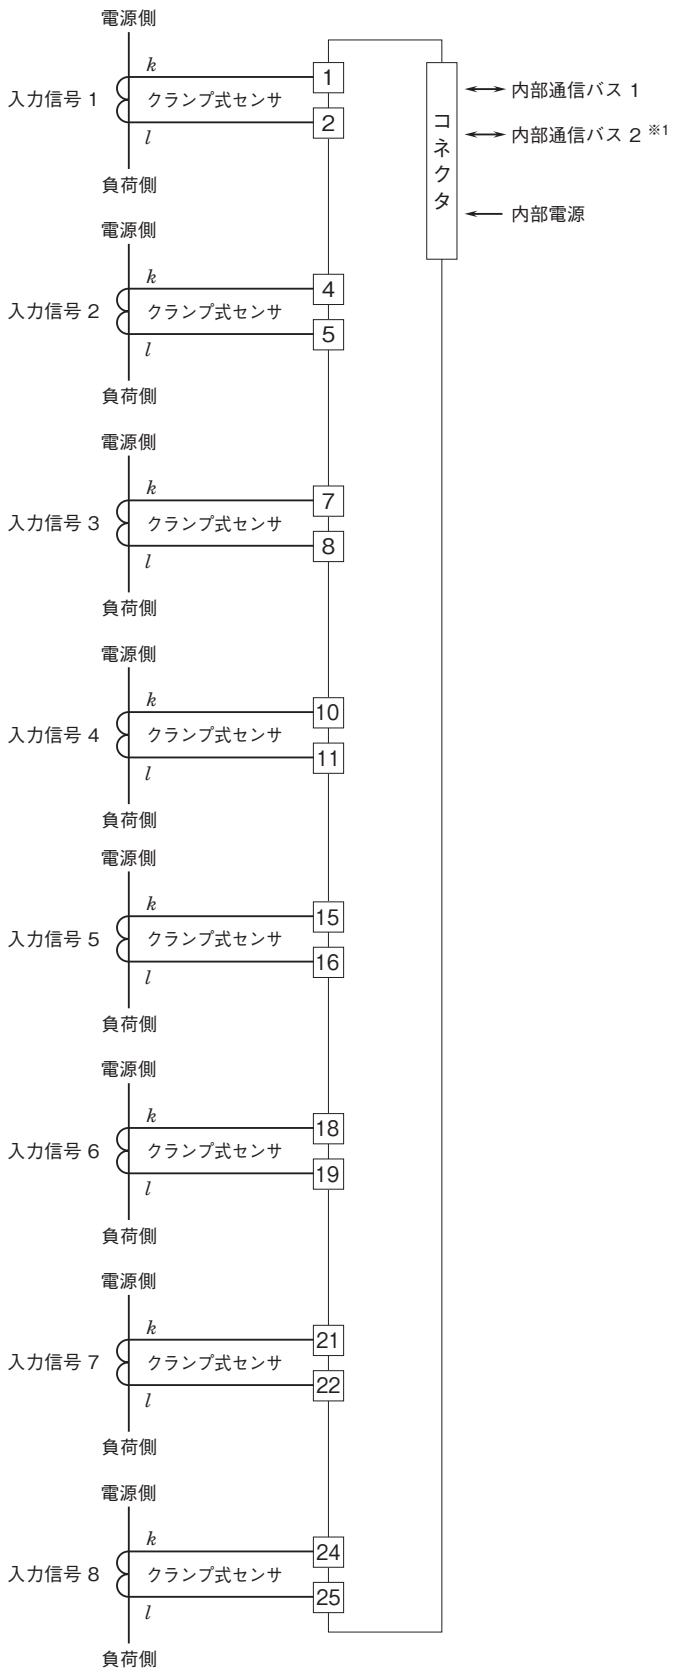 電源側
k
入力信号 1
クランプ式センサ
l
負荷側
1
2
コネクタ
内部通信バス 1
内部通信バス 2 ※1
内部電源
電源側
k
入力信号 2
クランプ式センサ
l
負荷側
4
5
電源側
k
入力信号 3
クランプ式センサ
l
負荷側
7
8
電源側
k
入力信号 4
クランプ式センサ
l
負荷側
10
11
電源側
k
入力信号 5
クランプ式センサ
l
負荷側
15
16
電源側
k
入力信号 6
クランプ式センサ
l
負荷側
18
19
電源側
k
入力信号 7
クランプ式センサ
l
負荷側
21
22
電源側
k
入力信号 8
クランプ式センサ
l
負荷側
24
25